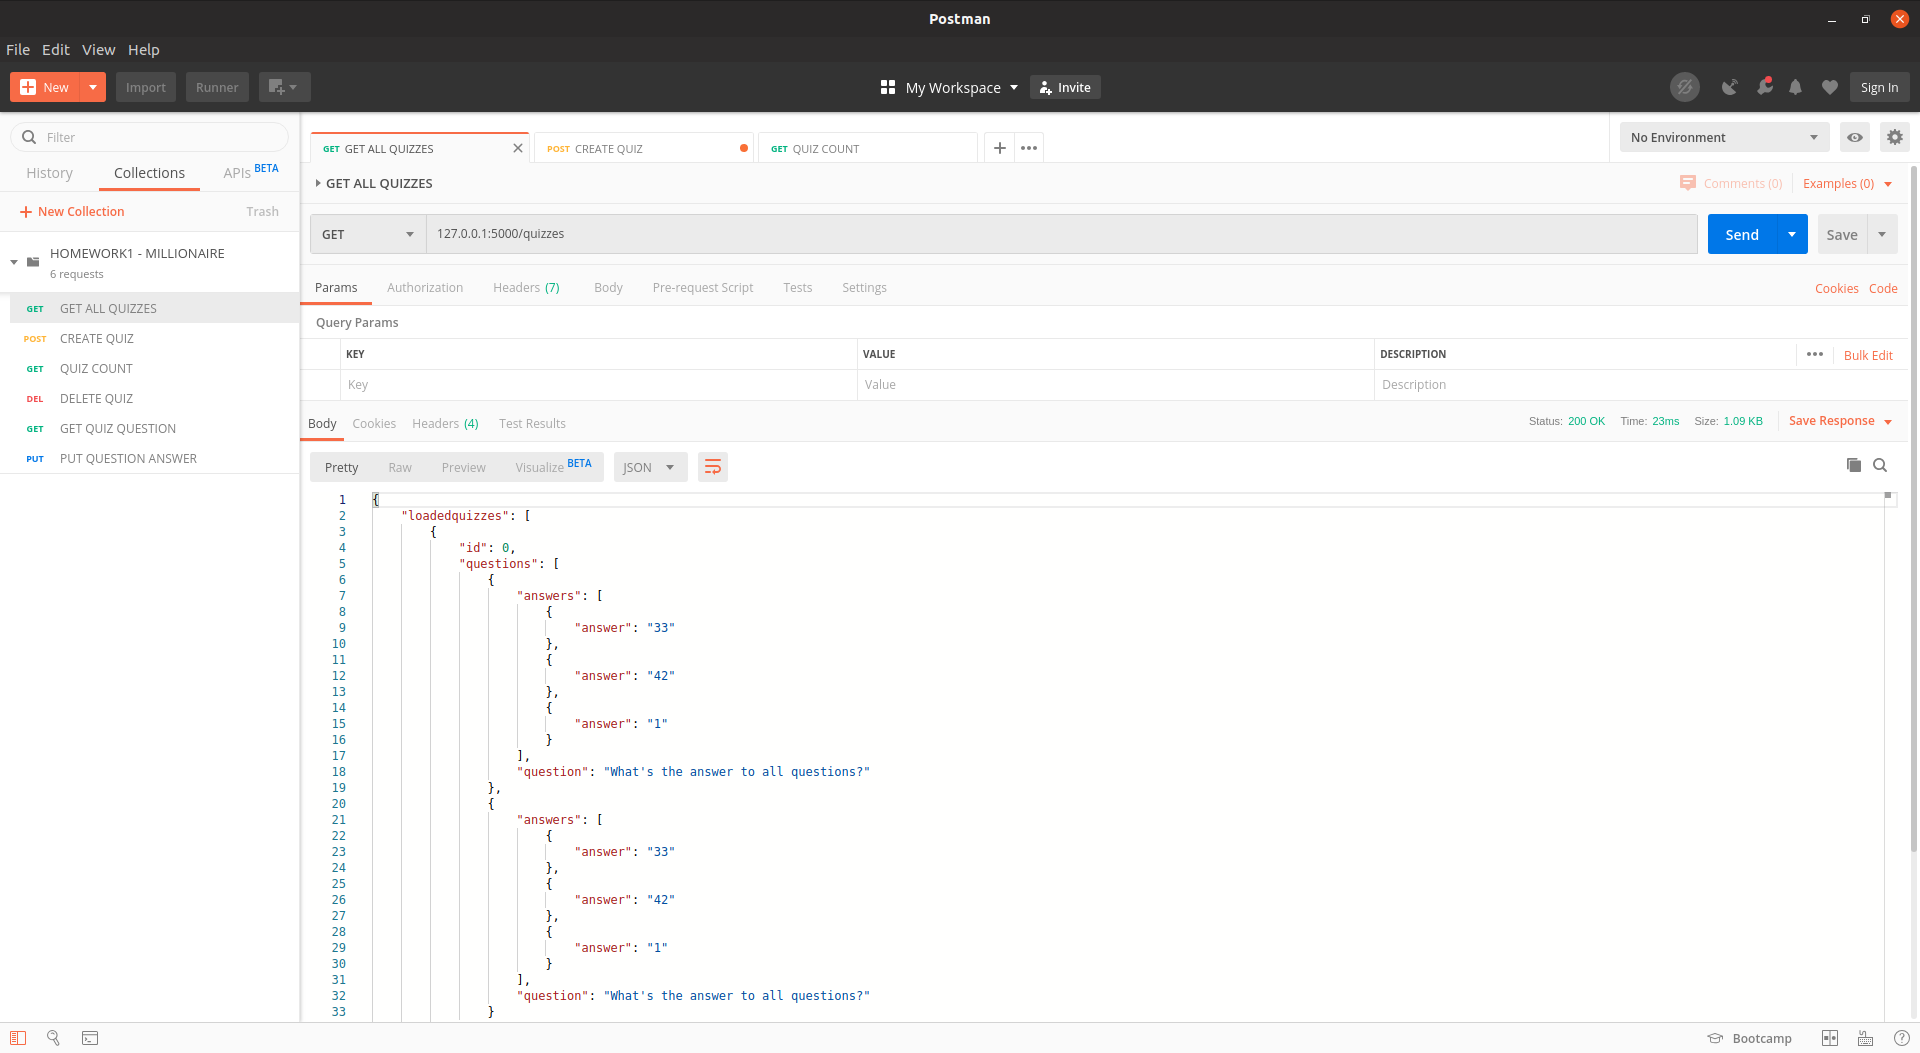 Postman
File Edit View Help
New Import Runner My Workspace Invite Sign In
Filter
History Collections APIs BETA
New Collection Trash
HOMEWORK1 - MILLIONAIRE
6 requests
GET GET ALL QUIZZES
POST CREATE QUIZ
GET QUIZ COUNT
DEL DELETE QUIZ
GET GET QUIZ QUESTION
PUT PUT QUESTION ANSWER
GET GET ALL QUIZZES POST CREATE QUIZ GET QUIZ COUNT No Environment
GET ALL QUIZZES Comments (0) Examples (0)
GET 127.0.0.1:5000/quizzes Send Save
Params Authorization Headers (7) Body Pre-request Script Tests Settings Cookies Code
Query Params
KEY VALUE DESCRIPTION Bulk Edit
Key Value Description
Body Cookies Headers (4) Test Results Status: 200 OK Time: 23ms Size: 1.09 KB Save Response
Pretty Raw Preview Visualize BETA JSON
1 {
2 "loadedquizzes": [
3 {
4 "id": 0,
5 "questions": [
6 {
7 "answers": [
8 {
9 "answer": "33"
10 },
11 {
12 "answer": "42"
13 },
14 {
15 "answer": "1"
16 }
17 ],
18 "question": "What's the answer to all questions?"
19 },
20 {
21 "answers": [
22 {
23 "answer": "33"
24 },
25 {
26 "answer": "42"
27 },
28 {
29 "answer": "1"
30 }
31 ],
32 "question": "What's the answer to all questions?"
33 }
Bootcamp